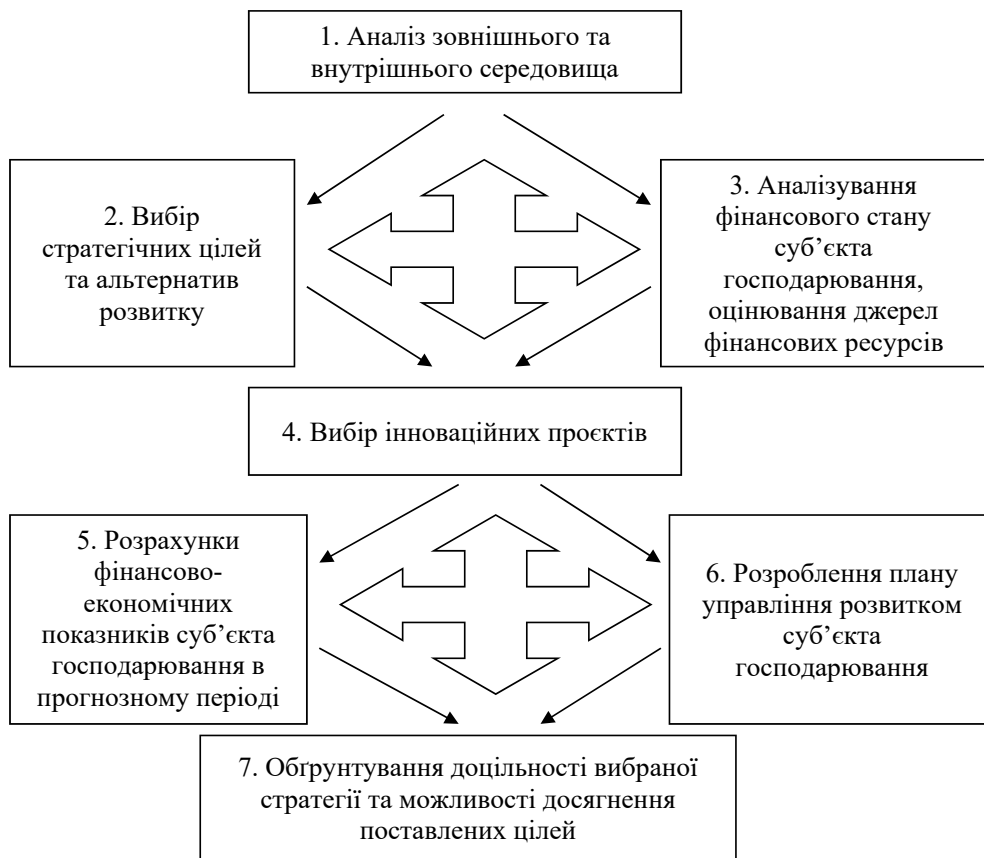 1. Аналіз зовнішнього та
внутрішнього середовища
2. Вибір
стратегічних цілей
та альтернатив
розвитку
3. Аналізування
фінансового стану
суб’єкта
господарювання,
оцінювання джерел
фінансових ресурсів
4. Вибір інноваційних проєктів
5. Розрахунки
фінансово-
економічних
показників суб’єкта
господарювання в
прогнозному періоді
6. Розроблення плану
управління розвитком
суб’єкта
господарювання
7. Обґрунтування доцільності вибраної
стратегії та можливості досягнення
поставлених цілей